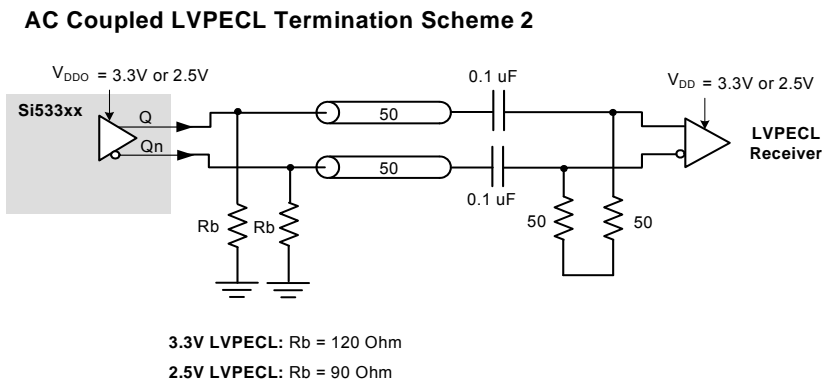 AC Coupled LVPECL Termination Scheme 2
VDDO = 3.3V or 2.5V
0.1 uF
VDD = 3.3V or 2.5V
Si533xx
Q
50
LVPECL
Receiver
Qn
50
0.1 uF
Rb
Rb
50
50
3.3V LVPECL: Rb = 120 Ohm
2.5V LVPECL: Rb = 90 Ohm